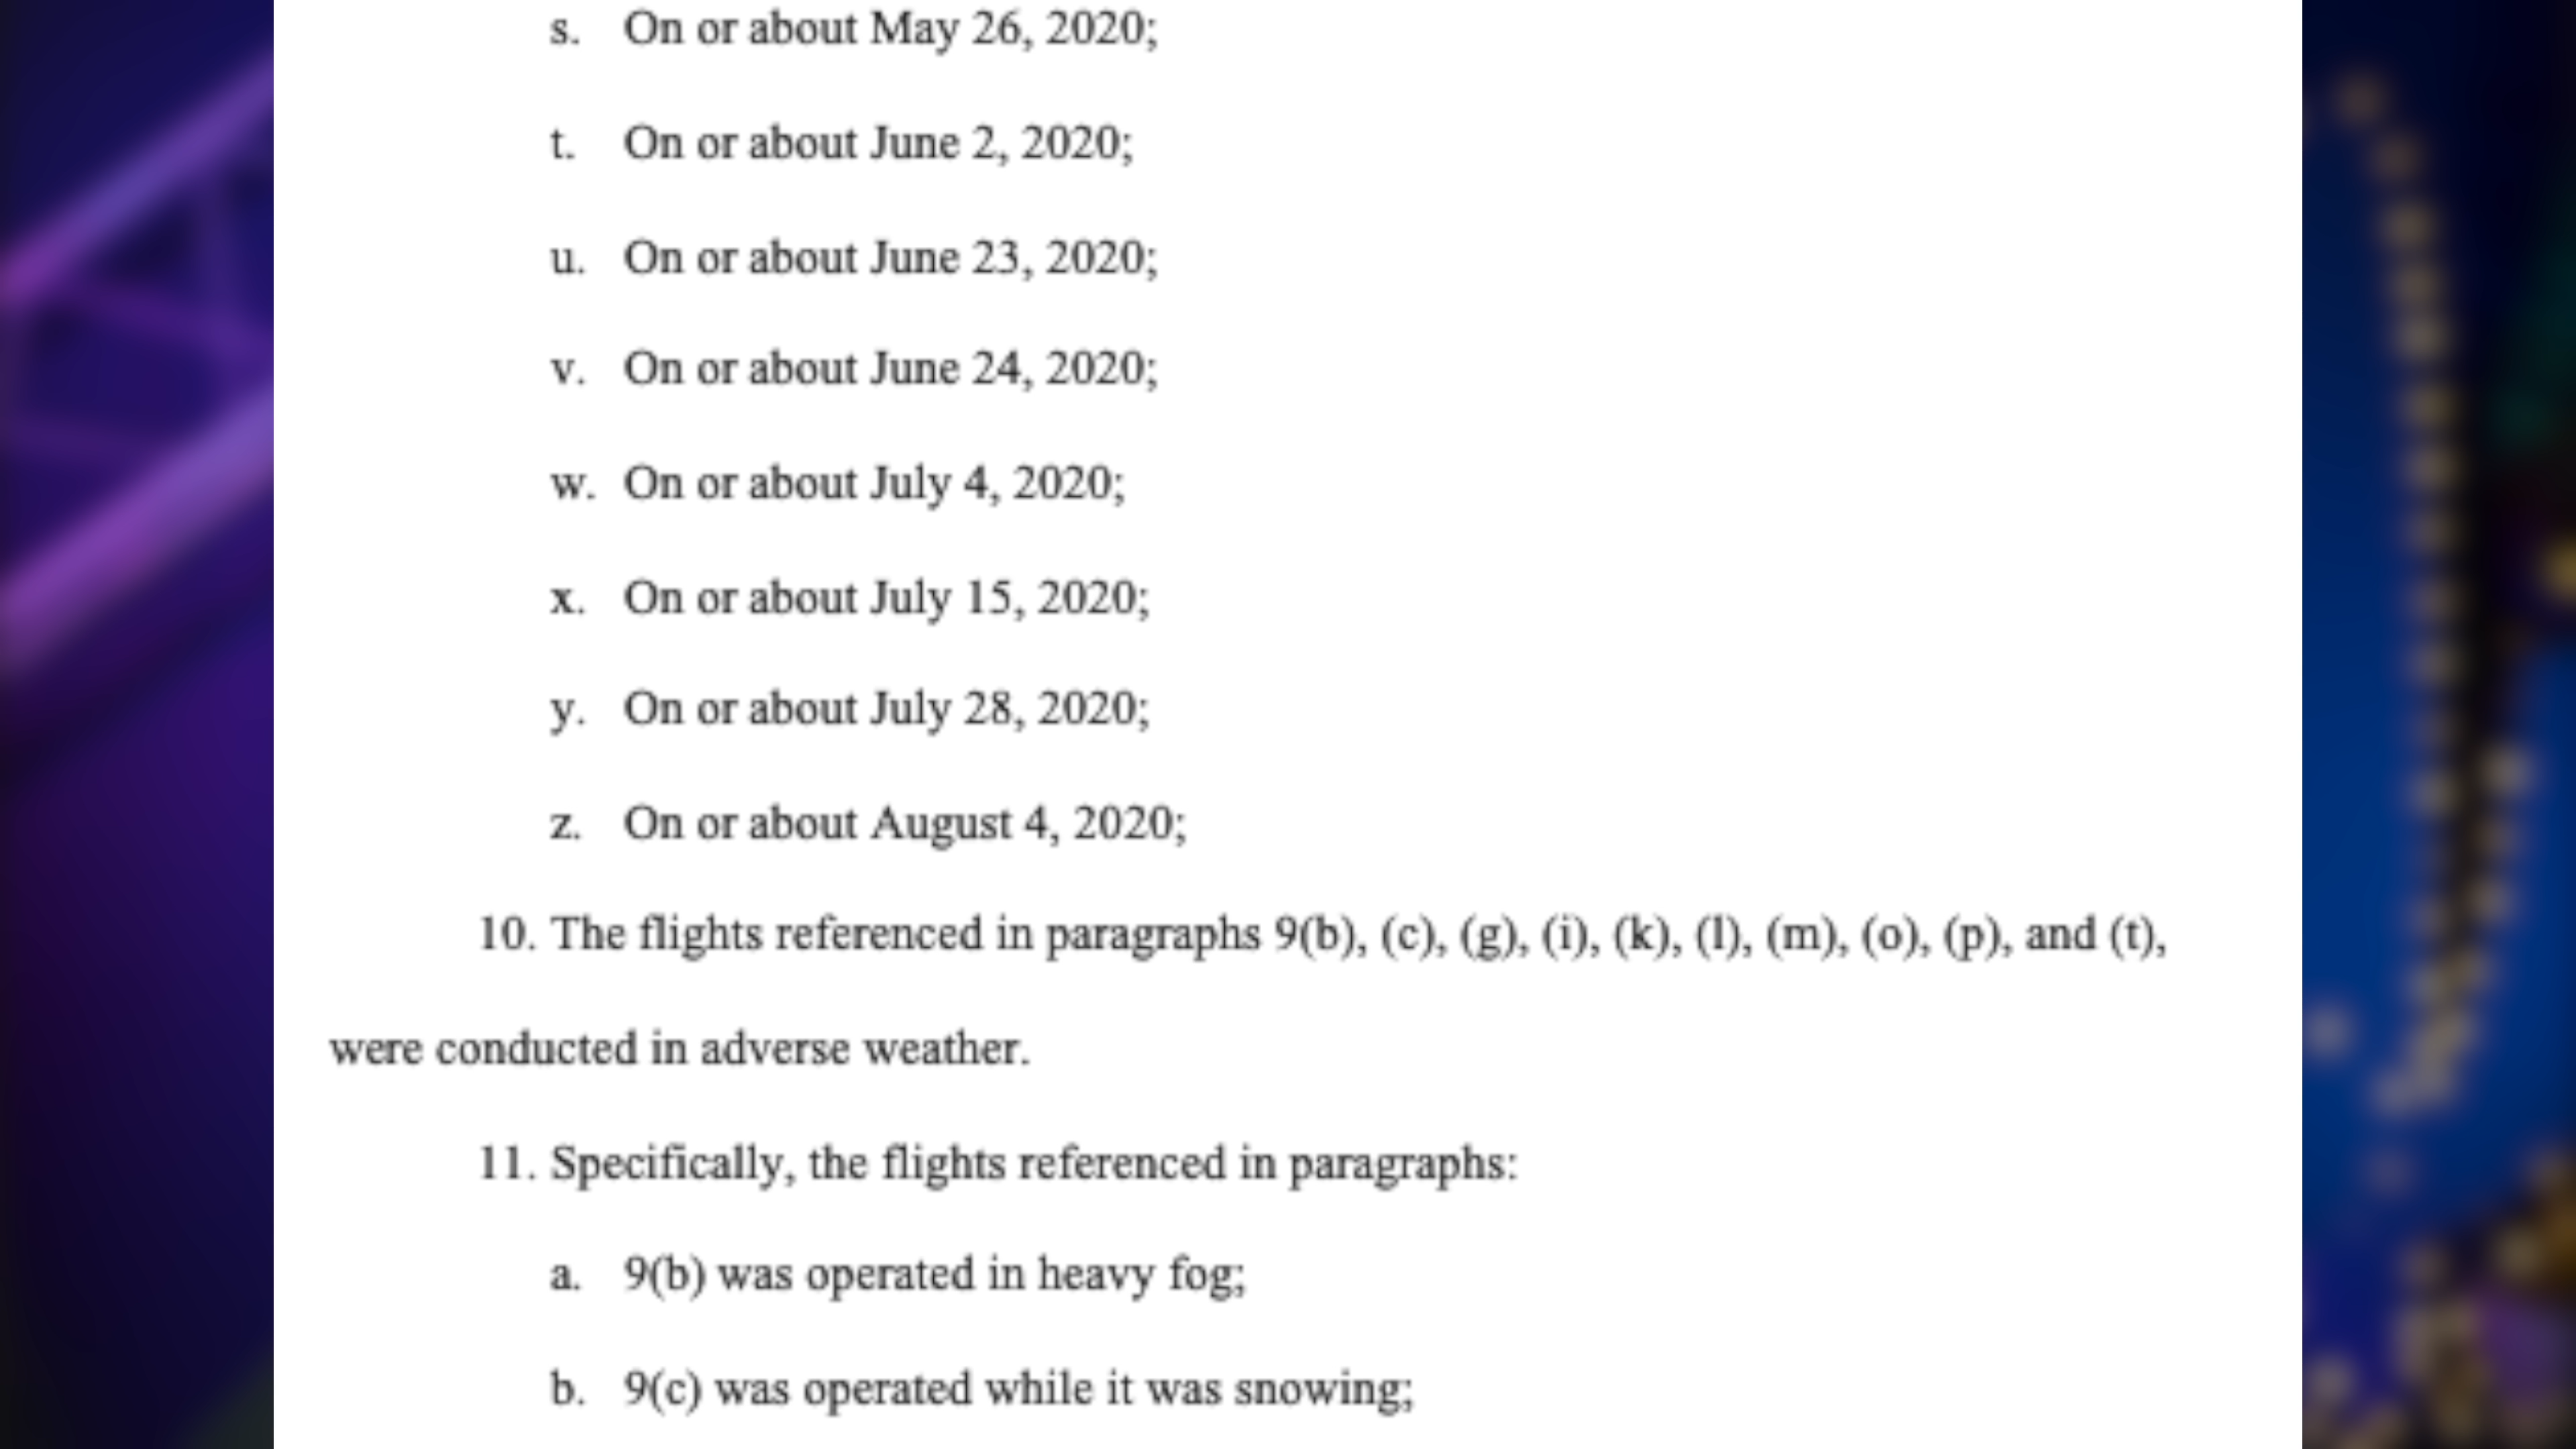 s. On or about May 26, 2020;
t. On or about June 2, 2020;
u. On or about June 23, 2020;
v. On or about June 24, 2020;
w. On or about July 4, 2020;
x. On or about July 15, 2020;
y. On or about July 28, 2020;
z. On or about August 4, 2020;
10. The flights referenced in paragraphs 9(b), (c), (g), (i), (k), (l), (m), (o), (p), and (t),
were conducted in adverse weather.
11. Specifically, the flights referenced in paragraphs:
a. 9(b) was operated in heavy fog;
b. 9(c) was operated while it was snowing;